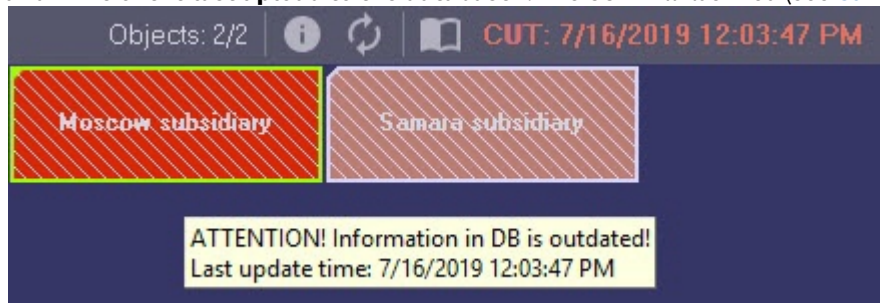 Objects: 2/2 CUT: 7/16/2019 12:03:47 PM
Moscow subsidiary
Samara subsidiary
ATTENTION! Information in DB is outdated!
Last update time: 7/16/2019 12:03:47 PM